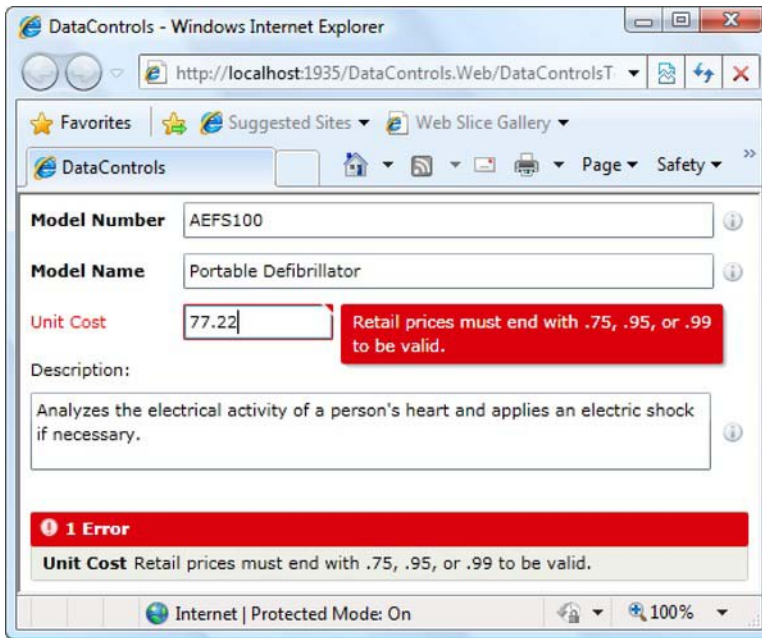 DataControls - Windows Internet Explorer
http://localhost:1935/DataControls.Web/DataControlsT
Favorites Suggested Sites Web Slice Gallery
DataControls Page Safety »
Model Number AEFS100
Model Name Portable Defibrillator
Unit Cost 77.22 Retail prices must end with .75, .95, or .99
to be valid.
Description:
Analyzes the electrical activity of a person's heart and applies an electric shock
if necessary.
1 Error
Unit Cost Retail prices must end with .75, .95, or .99 to be valid.
Internet | Protected Mode: On 100%